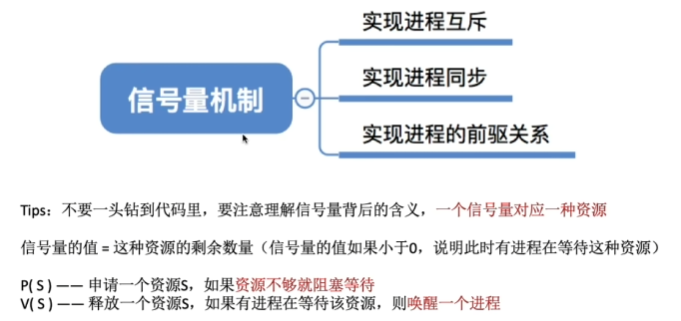 实现进程互斥
信号量机制
实现进程同步
实现进程的前驱关系
Tips：不要一头钻到代码里，要注意理解信号量背后的含义，一个信号量对应一种资源
信号量的值 = 这种资源的剩余数量（信号量的值如果小于0，说明此时有进程在等待这种资源）
P( S ) —— 申请一个资源S，如果资源不够就阻塞等待
V( S ) —— 释放一个资源S，如果有进程在等待该资源，则唤醒一个进程